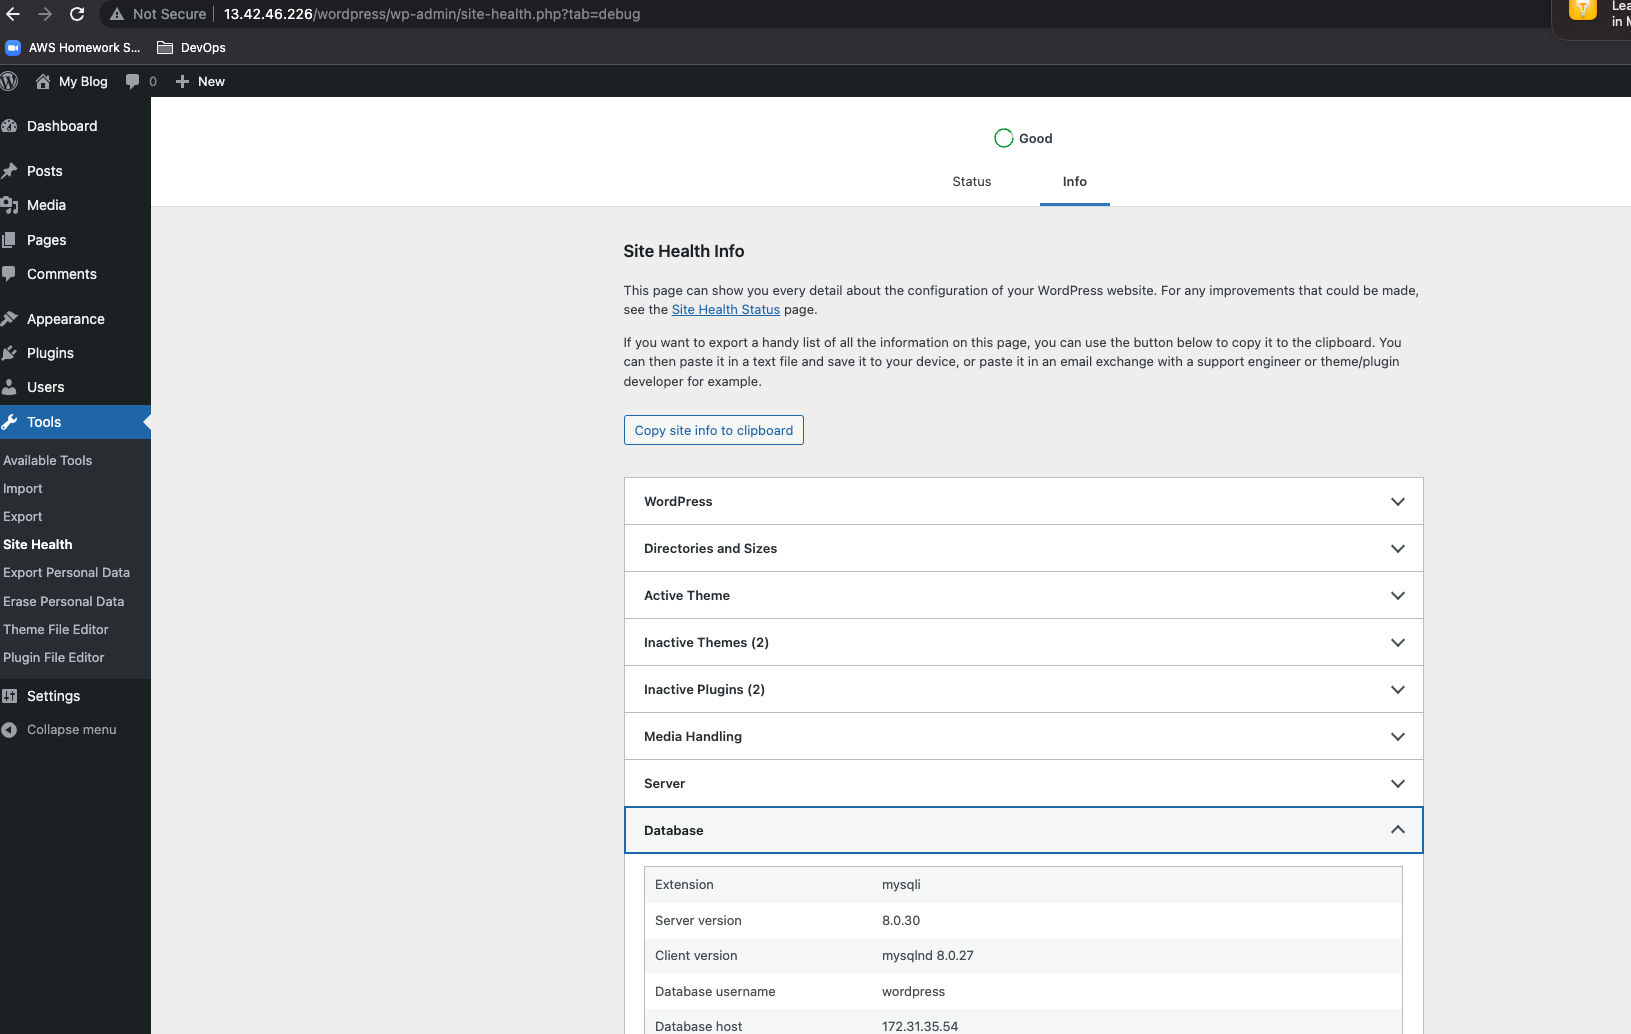 Not Secure | 13.42.46.226/wordpress/wp-admin/site-health.php?tab=debug
Lea
in M
AWS Homework S... DevOps
My Blog 0 + New
Dashboard
Posts
Media
Pages
Comments
Appearance
Plugins
Users
Tools
Available Tools
Import
Export
Site Health
Export Personal Data
Erase Personal Data
Theme File Editor
Plugin File Editor
Settings
Collapse menu
Good
Status Info
Site Health Info
This page can show you every detail about the configuration of your WordPress website. For any improvements that could be made,
see the Site Health Status page.
If you want to export a handy list of all the information on this page, you can use the button below to copy it to the clipboard. You
can then paste it in a text file and save it to your device, or paste it in an email exchange with a support engineer or theme/plugin
developer for example.
Copy site info to clipboard
WordPress
Directories and Sizes
Active Theme
Inactive Themes (2)
Inactive Plugins (2)
Media Handling
Server
Database
Extension mysqli
Server version 8.0.30
Client version mysqlnd 8.0.27
Database username wordpress
Database host 172.31.35.54